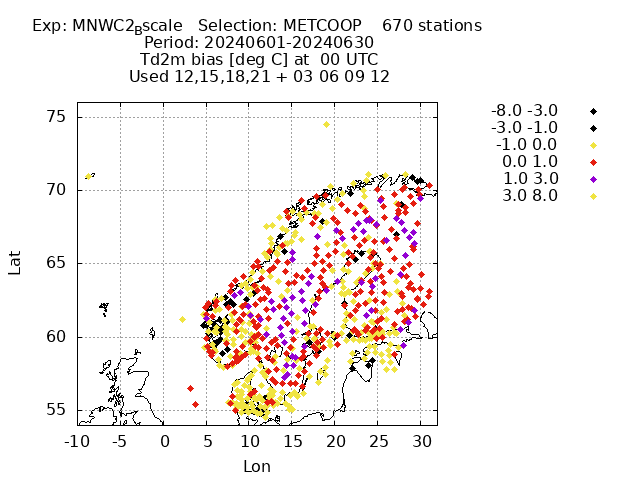 Exp: MNWC2_Bscale   Selection: METCOOP    670 stations
Period: 20240601-20240630
Td2m bias [deg C] at  00 UTC
Used 12,15,18,21 + 03 06 09 12
-8.0 -3.0
-3.0 -1.0
-1.0 0.0
0.0 1.0
1.0 3.0
3.0 8.0
75
70
65
60
55
Lat
-10 -5 0 5 10 15 20 25 30
Lon